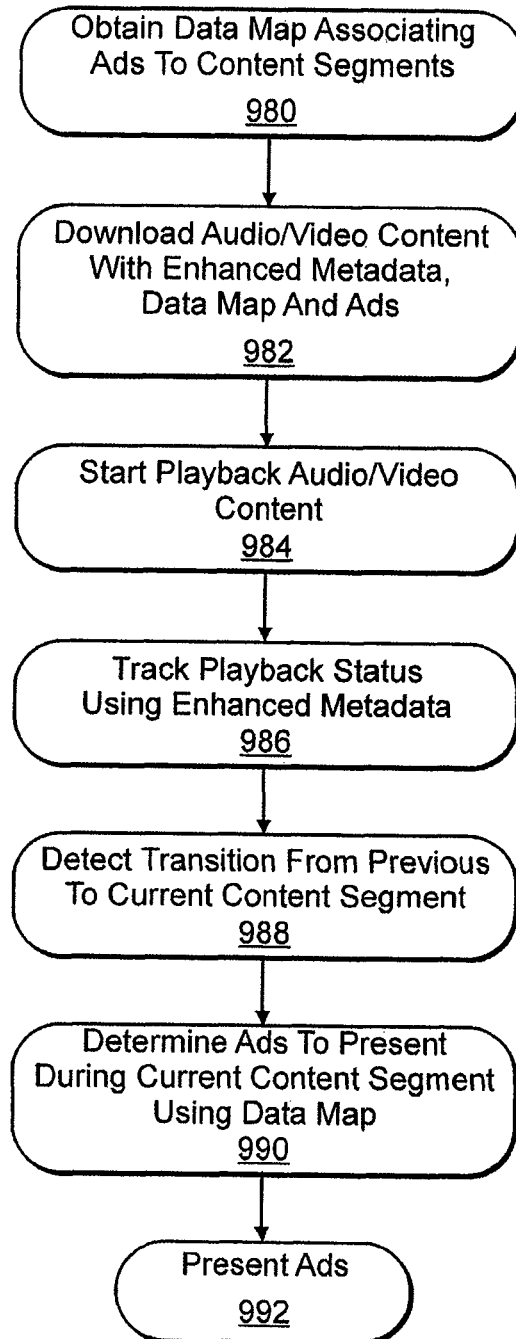 Obtain Data Map Associating
Ads To Content Segments
980
Download Audio/Video Content
With Enhanced Metadata,
Data Map And Ads
982
Start Playback Audio/Video
Content
984
Track Playback Status
Using Enhanced Metadata
986
Detect Transition From Previous
To Current Content Segment
988
Determine Ads To Present
During Current Content Segment
Using Data Map
990
Present Ads
992